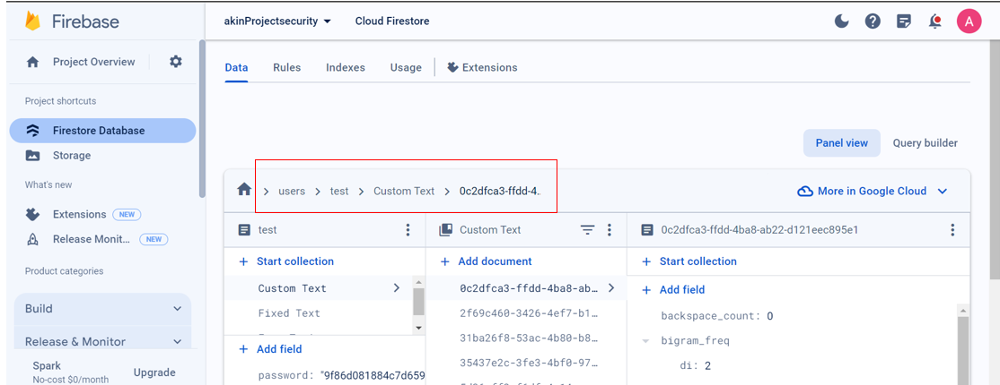 Firebase
akinProjectsecurity
Cloud Firestore
A
Project Overview
Data
Rules
Indexes
Usage
Extensions
Project shortcuts
Firestore Database
Storage
Panel view
Query builder
What's new
users
test
Custom Text
0c2dfca3-ffdd-4..
More in Google Cloud
Extensions
NEW
Release Monit...
NEW
test
Custom Text
0c2dfca3-ffdd-4ba8-ab22-d121eec895e1
Product categories
+ Start collection
+ Add document
+ Start collection
Custom Text
0c2dfca3-ffdd-4ba8-ab...
+ Add field
Build
Fixed Text
2f69c460-3426-4ef7-b1...
backspace_count: 0
Release & Monitor
+ Add field
31ba26f8-53ac-4b80-b8...
bigram_freq
Spark
No-cost $0/month
Upgrade
password: "9f86d081884c7d659
35437e2c-3fe3-4bf0-97...
di: 2